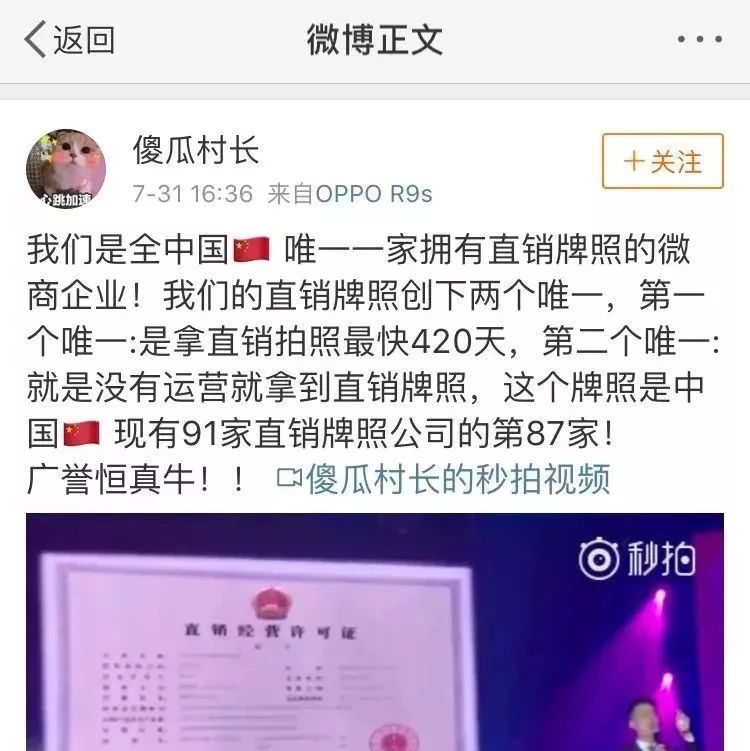 返回
微博正文
心跳加速
傻瓜村长
7-31 16:36 来自OPPO R9s
+关注
我们是全中国🇨🇳 唯一一家拥有直销牌照的微
商企业！我们的直销牌照创下两个唯一，第一
个唯一:是拿直销拍照最快420天，第二个唯一:
就是没有运营就拿到直销牌照，这个牌照是中
国🇨🇳 现有91家直销牌照公司的第87家！
广誉恒真牛！！ 傻瓜村长的秒拍视频
秒拍
直销经营许可证